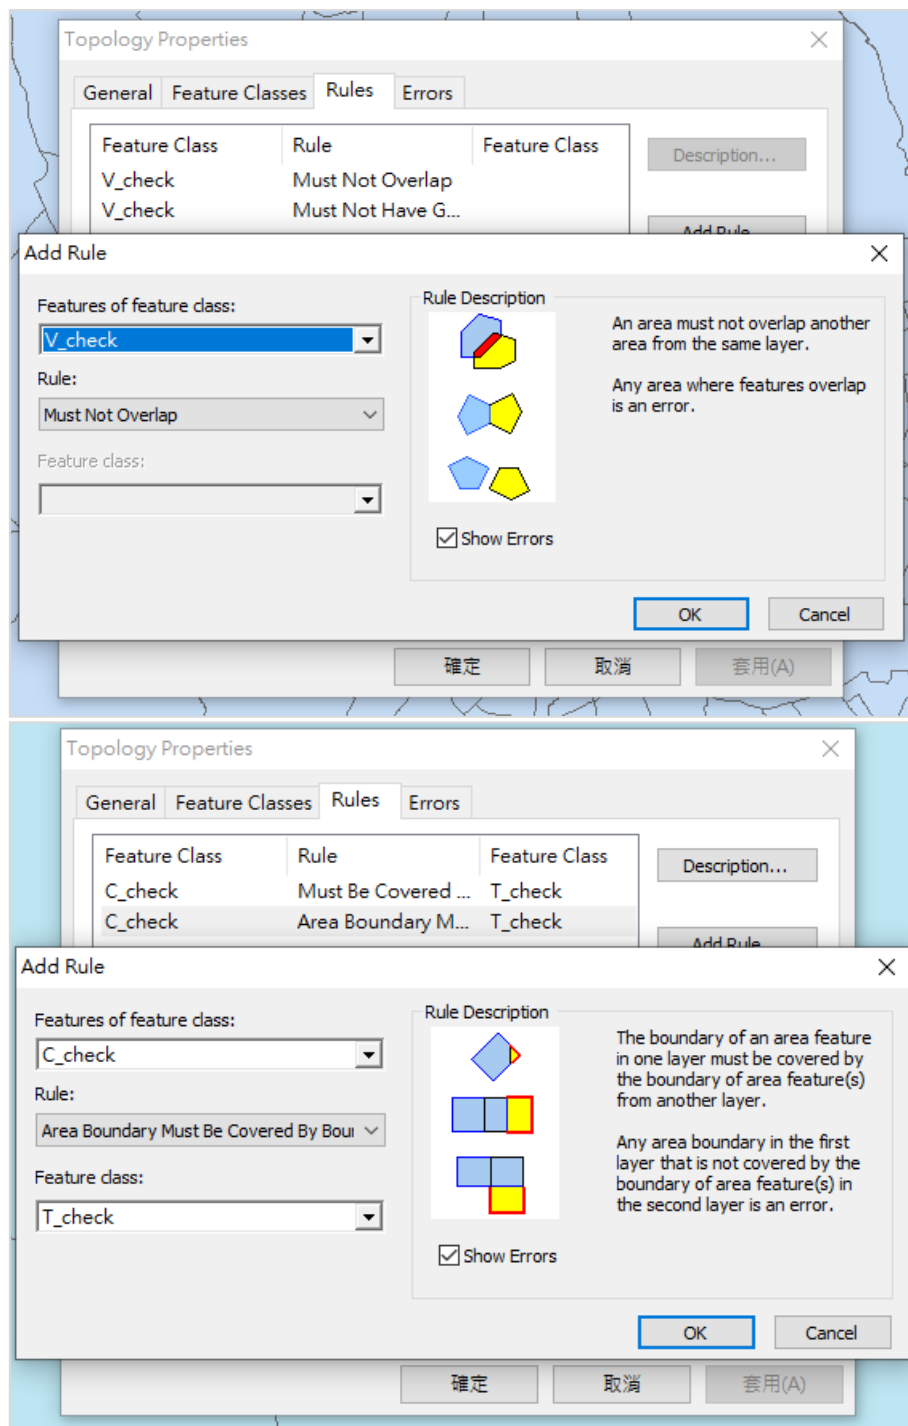 Topology Properties
General Feature Classes Rules Errors
Feature Class Rule Feature Class
V_check Must Not Overlap
V_check Must Not Have G...
Description...
Add Rule
Add Rule
Features of feature class:
V_check
Rule:
Must Not Overlap
Feature class:
Rule Description
An area must not overlap another
area from the same layer.
Any area where features overlap
is an error.
Show Errors
OK Cancel
確定 取消 套用(A)
Topology Properties
General Feature Classes Rules Errors
Feature Class Rule Feature Class
C_check Must Be Covered ... T_check
C_check Area Boundary M... T_check
Description...
Add Rule
Add Rule
Features of feature class:
C_check
Rule:
Area Boundary Must Be Covered By Bou
Feature class:
T_check
Rule Description
The boundary of an area feature
in one layer must be covered by
the boundary of area feature(s)
from another layer.
Any area boundary in the first
layer that is not covered by the
boundary of area feature(s) in
the second layer is an error.
Show Errors
OK Cancel
確定 取消 套用(A)